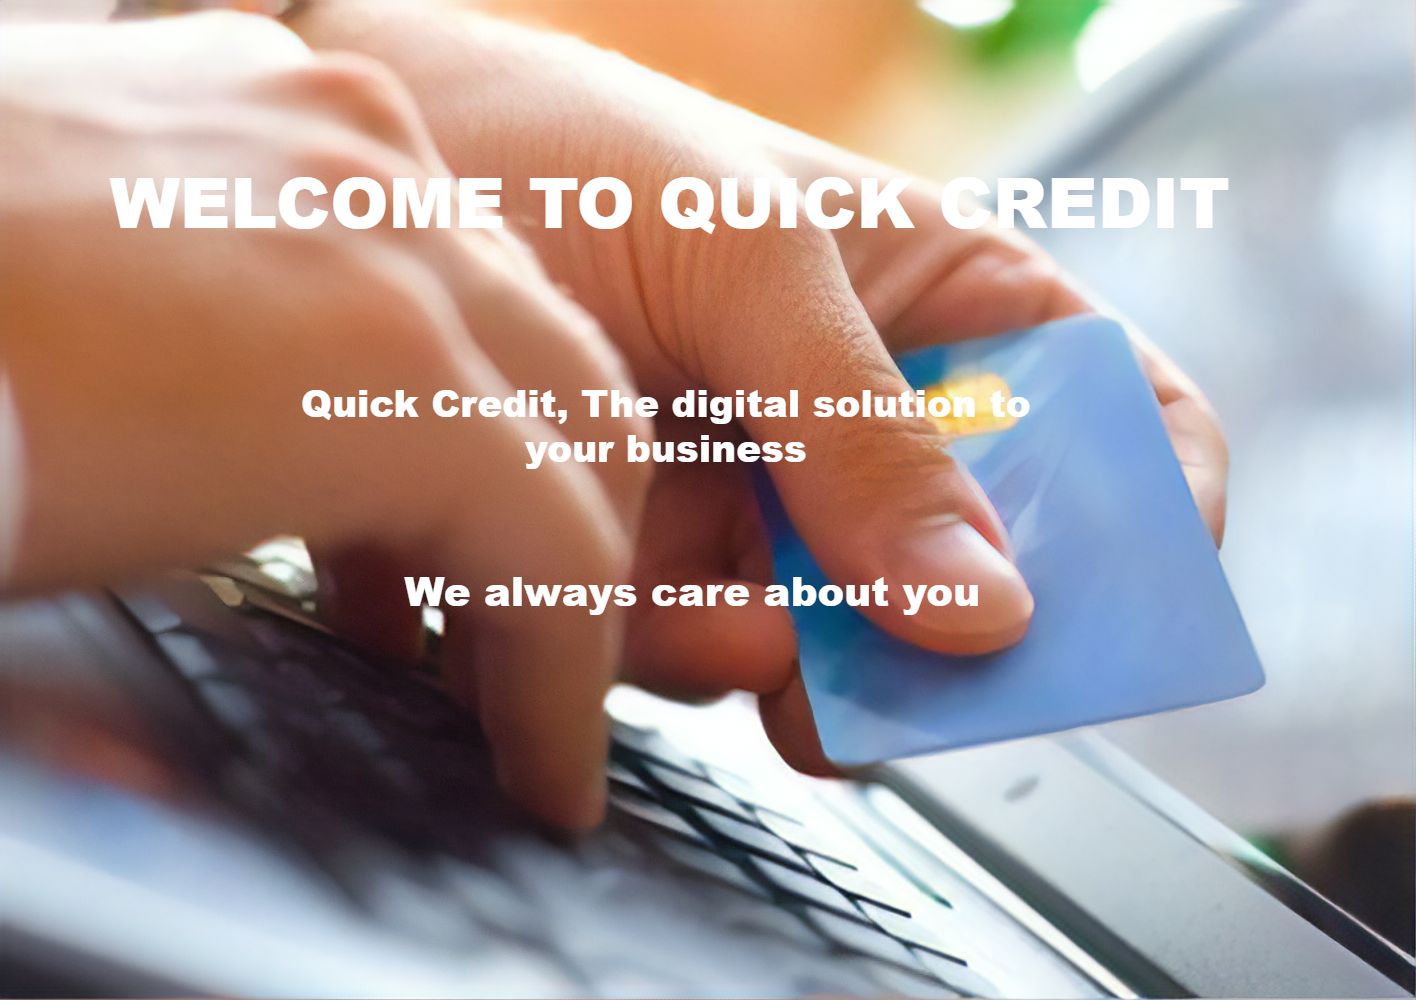 WELCOME TO QUICK CREDIT
Quick Credit, The digital solution to
your business
We always care about you